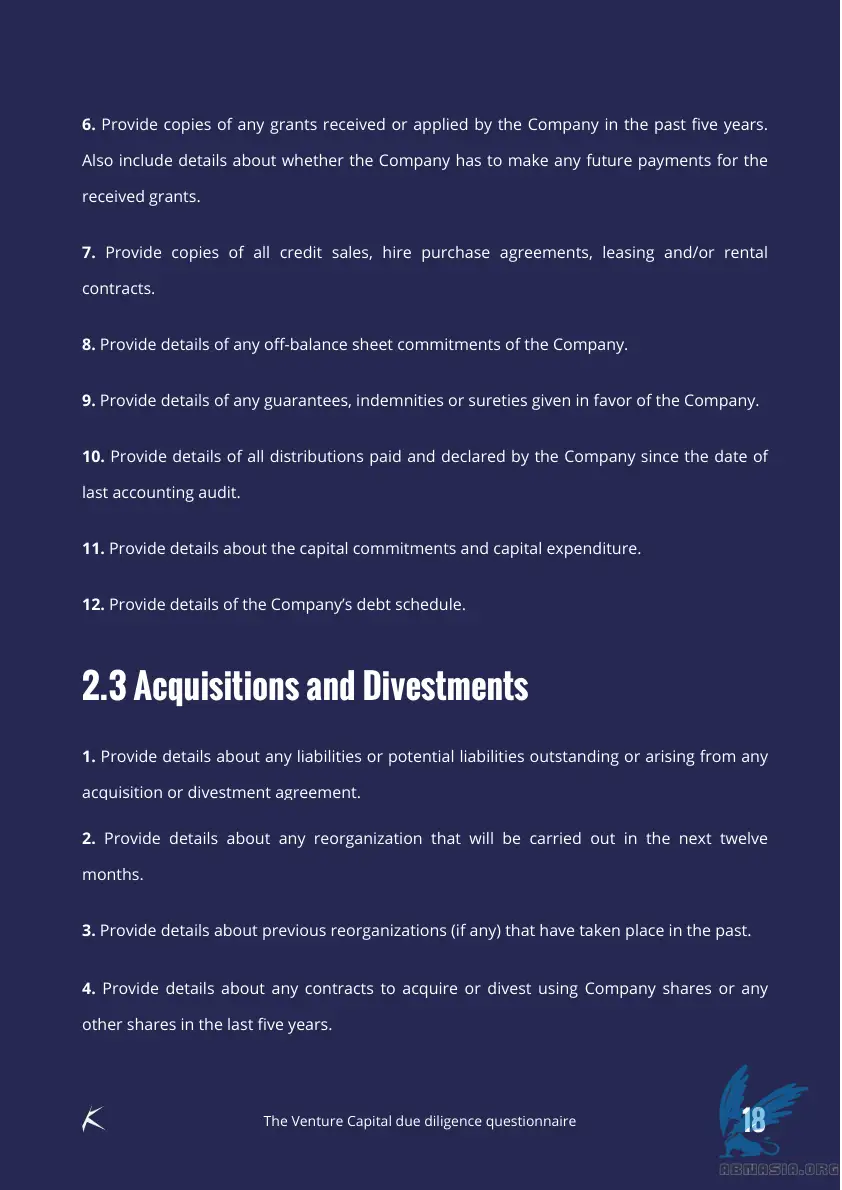 6. Provide copies of any grants received or applied by the Company in the past five years.
Also include details about whether the Company has to make any future payments for the
received grants.
7. Provide copies of all credit sales, hire purchase agreements, leasing and/or rental
contracts.
8. Provide details of any off-balance sheet commitments of the Company.
9. Provide details of any guarantees, indemnities or sureties given in favor of the Company.
10. Provide details of all distributions paid and declared by the Company since the date of
last accounting audit.
11. Provide details about the capital commitments and capital expenditure.
12. Provide details of the Company’s debt schedule.
2.3 Acquisitions and Divestments
1. Provide details about any liabilities or potential liabilities outstanding or arising from any
acquisition or divestment agreement.
2. Provide details about any reorganization that will be carried out in the next twelve
months.
3. Provide details about previous reorganizations (if any) that have taken place in the past.
4. Provide details about any contracts to acquire or divest using Company shares or any
other shares in the last five years.
The Venture Capital due diligence questionnaire
18
ABWASIA.ORG